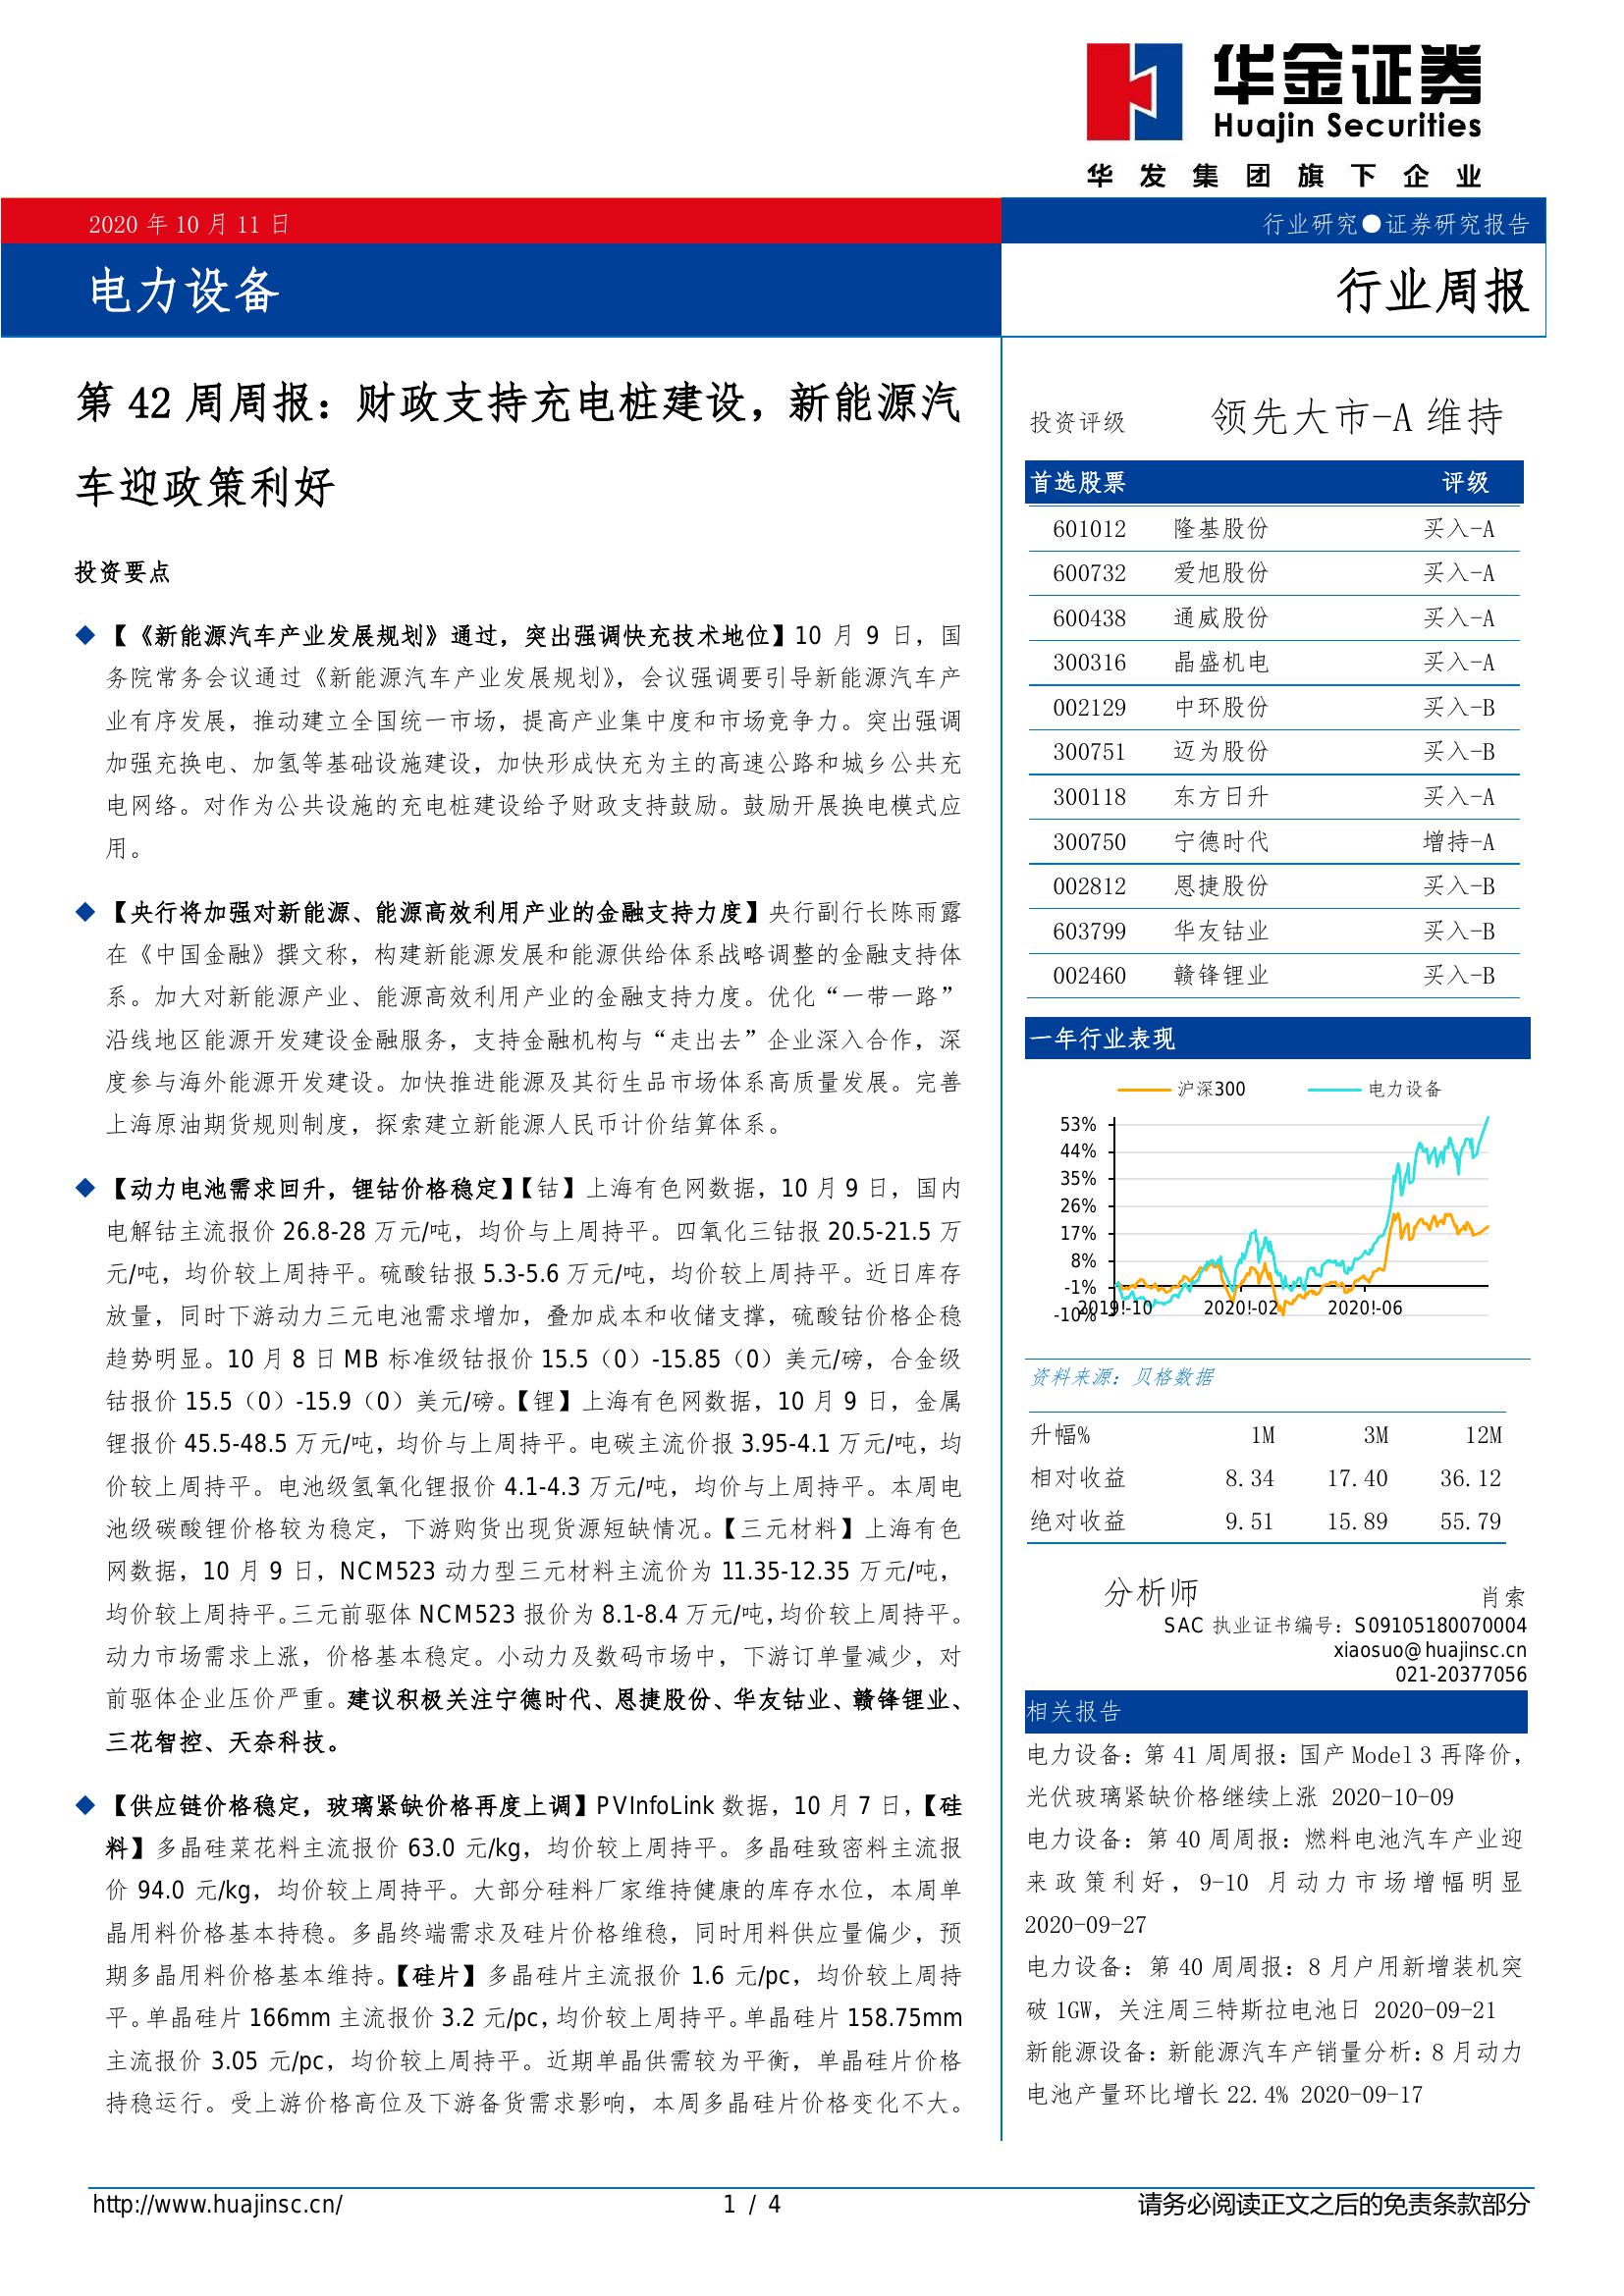 华金证券
Huajin Securities
华发集团旗下企业
2020 年 10 月 11 日
行业研究●证券研究报告
电力设备
行业周报
第 42 周周报：财政支持充电桩建设，新能源汽
车迎政策利好
投资要点
◆ 【《新能源汽车产业发展规划》通过，突出强调快充技术地位】10 月 9 日，国
务院常务会议通过《新能源汽车产业发展规划》，会议强调要引导新能源汽车产
业有序发展，推动建立全国统一市场，提高产业集中度和市场竞争力。突出强调
加强充换电、加氢等基础设施建设，加快形成快充为主的高速公路和城乡公共充
电网络。对作为公共设施的充电桩建设给予财政支持鼓励。鼓励开展换电模式应
用。
◆ 【央行将加强对新能源、能源高效利用产业的金融支持力度】央行副行长陈雨露
在《中国金融》撰文称，构建新能源发展和能源供给体系战略调整的金融支持体
系。加大对新能源产业、能源高效利用产业的金融支持力度。优化“一带一路”
沿线地区能源开发建设金融服务，支持金融机构与“走出去”企业深入合作，深
度参与海外能源开发建设。加快推进能源及其衍生品市场体系高质量发展。完善
上海原油期货规则制度，探索建立新能源人民币计价结算体系。
◆ 【动力电池需求回升，锂钴价格稳定】【钴】上海有色网数据，10 月 9 日，国内
电解钴主流报价 26.8-28 万元/吨，均价与上周持平。四氧化三钴报 20.5-21.5 万
元/吨，均价较上周持平。硫酸钴报 5.3-5.6 万元/吨，均价较上周持平。近日库存
放量，同时下游动力三元电池需求增加，叠加成本和收储支撑，硫酸钴价格企稳
趋势明显。10 月 8 日 MB 标准级钴报价 15.5（0）-15.85（0）美元/磅，合金级
钴报价 15.5（0）-15.9（0）美元/磅。【锂】上海有色网数据，10 月 9 日，金属
锂报价 45.5-48.5 万元/吨，均价与上周持平。电碳主流价报 3.95-4.1 万元/吨，均
价较上周持平。电池级氢氧化锂报价 4.1-4.3 万元/吨，均价与上周持平。本周电
池级碳酸锂价格较为稳定，下游购货出现货源短缺情况。【三元材料】上海有色
网数据，10 月 9 日，NCM523 动力型三元材料主流价为 11.35-12.35 万元/吨，
均价较上周持平。三元前驱体 NCM523 报价为 8.1-8.4 万元/吨，均价较上周持平。
动力市场需求上涨，价格基本稳定。小动力及数码市场中，下游订单量减少，对
前驱体企业压价严重。建议积极关注宁德时代、恩捷股份、华友钴业、赣锋锂业、
三花智控、天奈科技。
◆ 【供应链价格稳定，玻璃紧缺价格再度上调】PVInfoLink 数据，10 月 7 日，【硅
料】多晶硅菜花料主流报价 63.0 元/kg，均价较上周持平。多晶硅致密料主流报
价 94.0 元/kg，均价较上周持平。大部分硅料厂家维持健康的库存水位，本周单
晶用料价格基本持稳。多晶终端需求及硅片价格维稳，同时用料供应量偏少，预
期多晶用料价格基本维持。【硅片】多晶硅片主流报价 1.6 元/pc，均价较上周持
平。单晶硅片 166mm 主流报价 3.2 元/pc，均价较上周持平。单晶硅片 158.75mm
主流报价 3.05 元/pc，均价较上周持平。近期单晶供需较为平衡，单晶硅片价格
持稳运行。受上游价格高位及下游备货需求影响，本周多晶硅片价格变化不大。
投资评级 领先大市-A 维持
首选股票 评级
601012 隆基股份 买入-A
600732 爱旭股份 买入-A
600438 通威股份 买入-A
300316 晶盛机电 买入-A
002129 中环股份 买入-B
300751 迈为股份 买入-B
300118 东方日升 买入-A
300750 宁德时代 增持-A
002812 恩捷股份 买入-B
603799 华友钴业 买入-B
002460 赣锋锂业 买入-B
一年行业表现
沪深300 电力设备
53%
44%
35%
26%
17%
8%
-1%
-10%
2019!-10 2020!-02 2020!-06
资料来源：贝格数据
升幅% 1M 3M 12M
相对收益 8.34 17.40 36.12
绝对收益 9.51 15.89 55.79
分析师 肖索
SAC 执业证书编号：S09105180070004
xiaosuo@huajinsc.cn
021-20377056
相关报告
电力设备：第 41 周周报：国产 Model 3 再降价，
光伏玻璃紧缺价格继续上涨 2020-10-09
电力设备：第 40 周周报：燃料电池汽车产业迎
来政策利好，9-10 月动力市场增幅明显
2020-09-27
电力设备：第 40 周周报：8 月户用新增装机突
破 1GW，关注周三特斯拉电池日 2020-09-21
新能源设备：新能源汽车产销量分析：8 月动力
电池产量环比增长 22.4% 2020-09-17
http://www.huajinsc.cn/
1 / 4
请务必阅读正文之后的免责条款部分